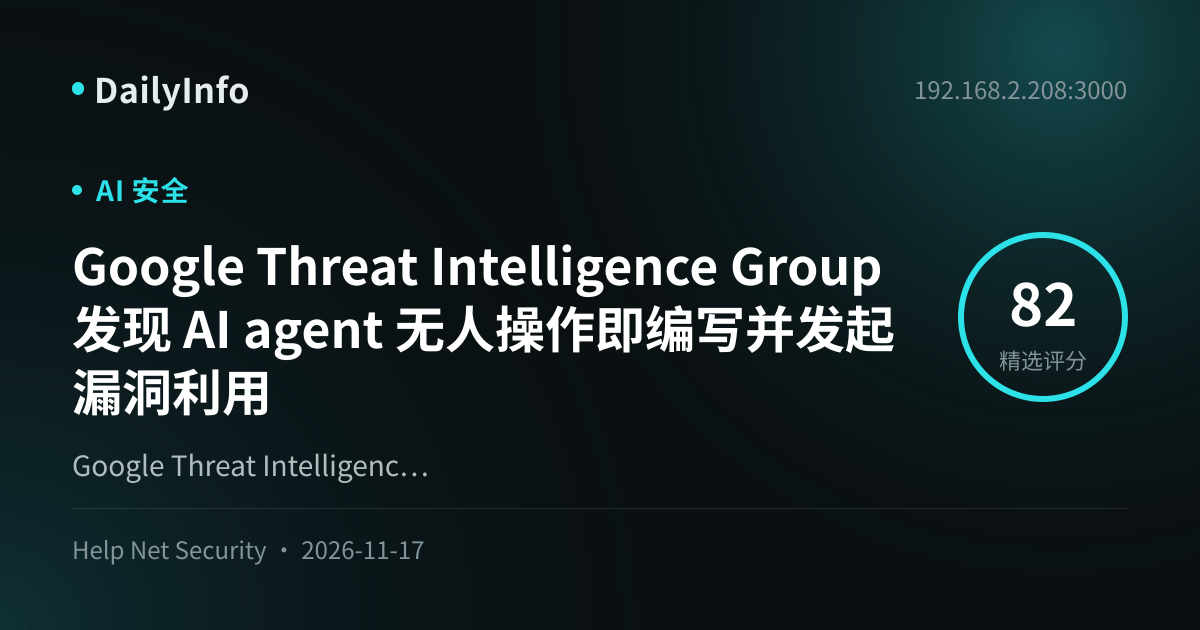 DailyInfo
192.168.2.208:3000
AI 安全
Google Threat Intelligence Group
发现 AI agent 无人操作即编写并发起
漏洞利用
82
精选评分
Google Threat Intelligenc…
Help Net Security · 2026-11-17